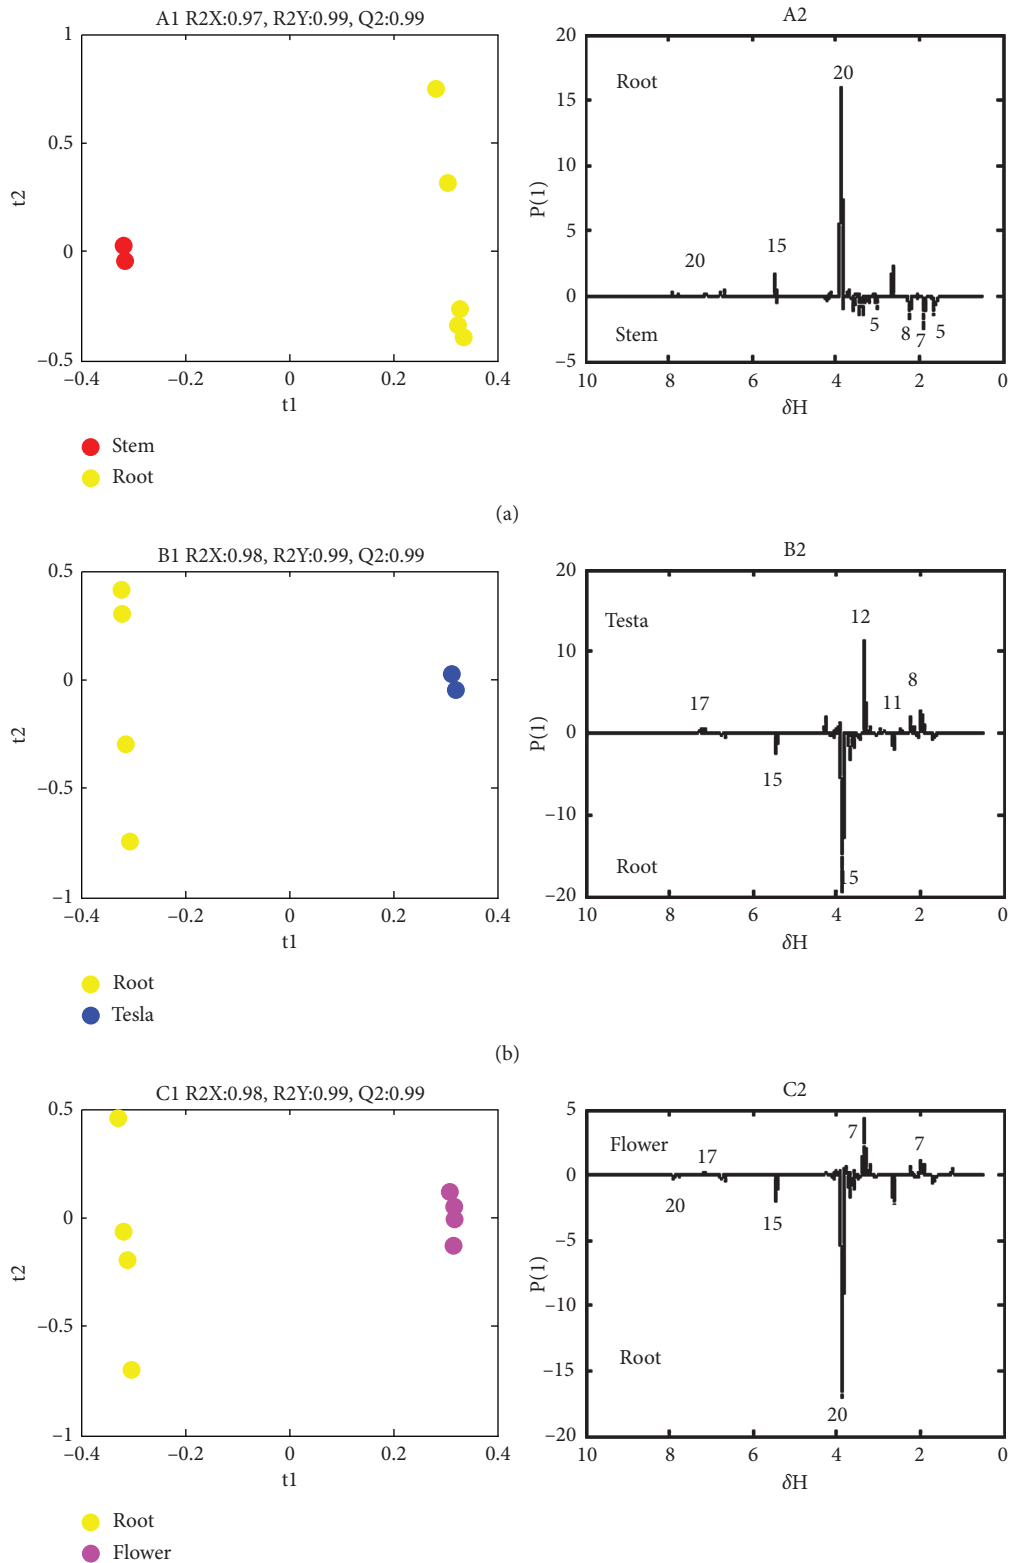 A1 R2X:0.97, R2Y:0.99, Q2:0.99
1
0.5
0
−0.5
t2
−0.4
−0.2
0
0.2
0.4
t1
Stem
Root
A2
20
15
10
5
0
−5
P(1)
Root
20
20
15
Stem
5
8
7
5
10
8
6
4
2
0
δH
(a)
B1 R2X:0.98, R2Y:0.99, Q2:0.99
0.5
0
−0.5
−1
t2
−0.4
−0.2
0
0.2
0.4
t1
Root
Tesla
B2
20
10
0
−10
−20
P(1)
Testa
12
17
11
8
15
Root
15
10
8
6
4
2
0
δH
(b)
C1 R2X:0.98, R2Y:0.99, Q2:0.99
0.5
0
−0.5
−1
t2
−0.4
−0.2
0
0.2
0.4
t1
Root
Flower
C2
5
0
−5
−10
−15
−20
P(1)
Flower
7
7
17
20
15
Root
20
10
8
6
4
2
0
δH